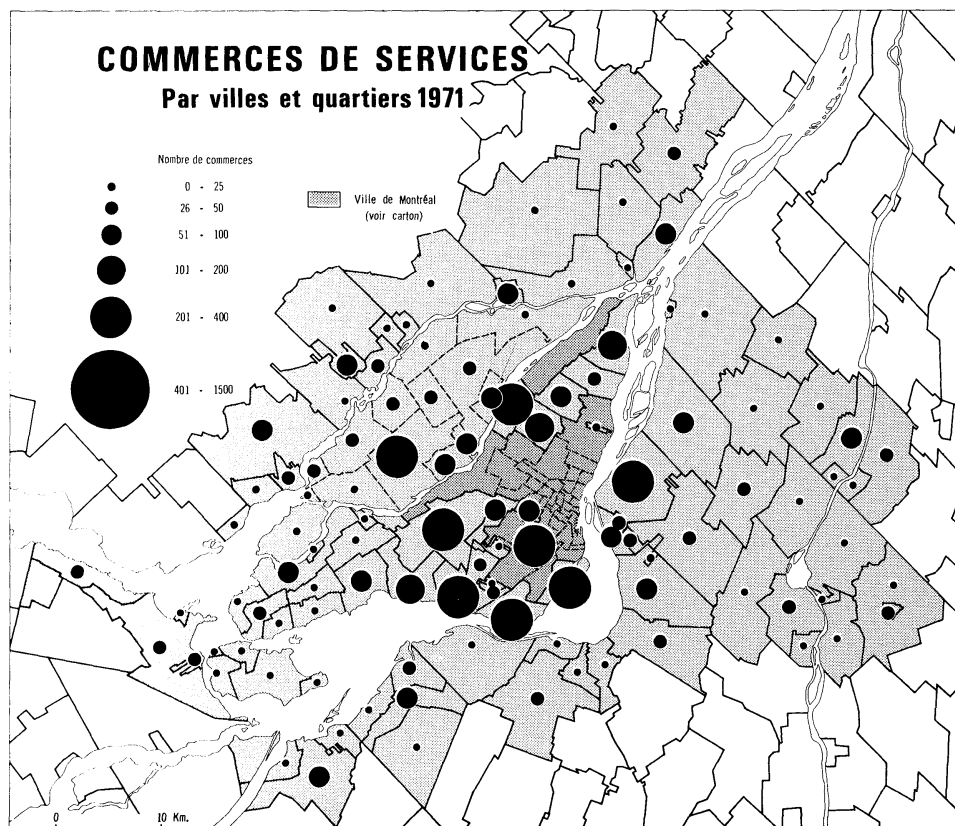 COMMERCES DE SERVICES
Par villes et quartiers 1971
Nombre de commerces
0 - 25
26 - 50
51 - 100
101 - 200
201 - 400
401 - 1500
Ville de Montréal
(voir carton)
0 10 Km.